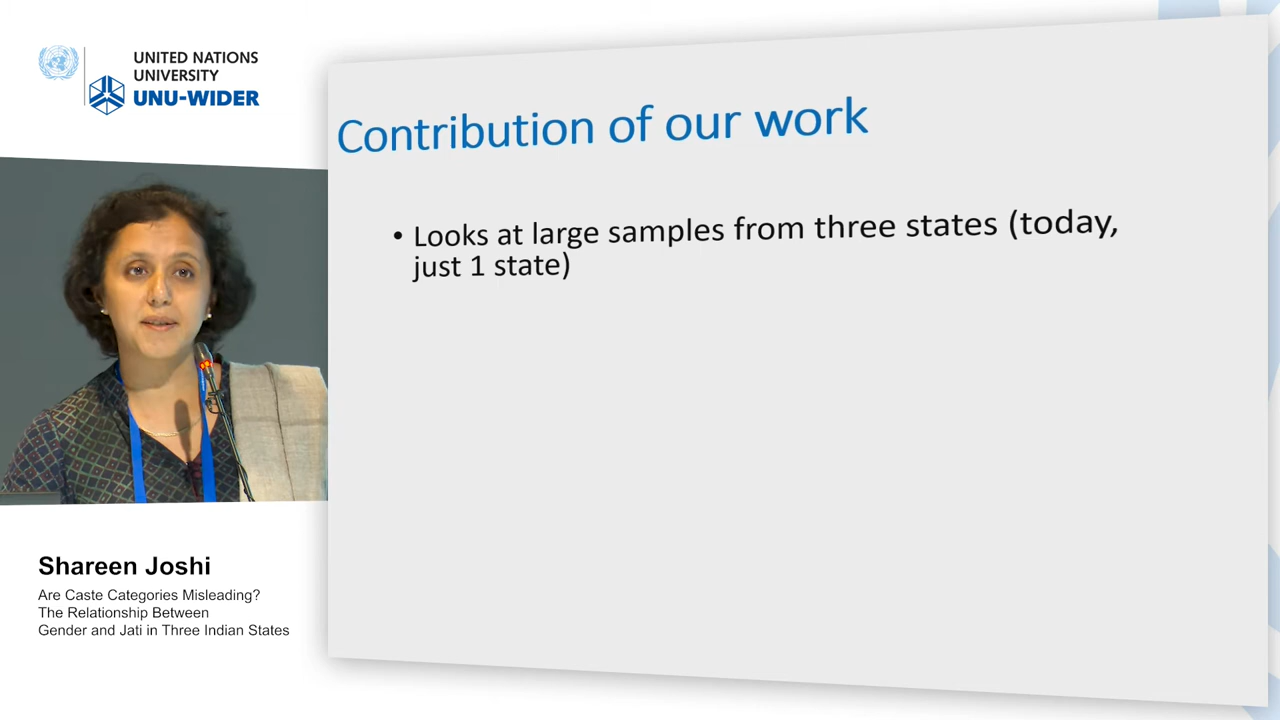 UNITED NATIONS
UNIVERSITY
UNU-WIDER
Contribution of our work
• Looks at large samples from three states (today,
just 1 state)
Shareen Joshi
Are Caste Categories Misleading?
The Relationship Between
Gender and Jati in Three Indian States